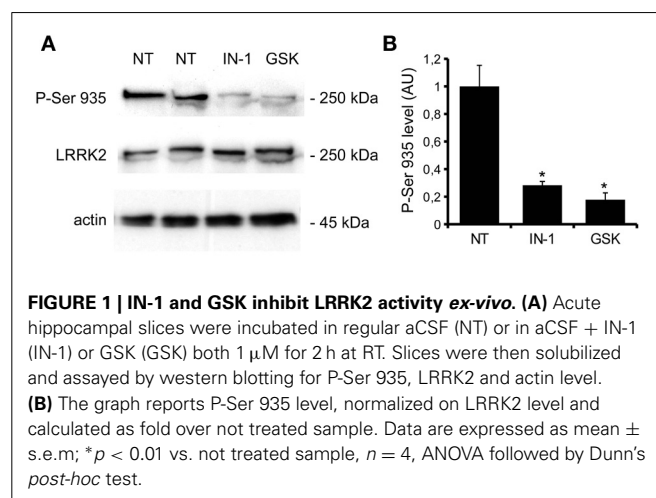 A
NT NT IN-1 GSK
P-Ser 935 - 250 kDa
LRRK2 - 250 kDa
actin - 45 kDa
B
P-Ser 935 level (AU)
1,2
1
0,8
0,6
0,4
0,2
0
* *
NT IN-1 GSK
FIGURE 1 | IN-1 and GSK inhibit LRRK2 activity ex-vivo. (A) Acute
hippocampal slices were incubated in regular aCSF (NT) or in aCSF + IN-1
(IN-1) or GSK (GSK) both 1 μM for 2 h at RT. Slices were then solubilized
and assayed by western blotting for P-Ser 935, LRRK2 and actin level.
(B) The graph reports P-Ser 935 level, normalized on LRRK2 level and
calculated as fold over not treated sample. Data are expressed as mean ±
s.e.m; *p < 0.01 vs. not treated sample, n = 4, ANOVA followed by Dunn's
post-hoc test.